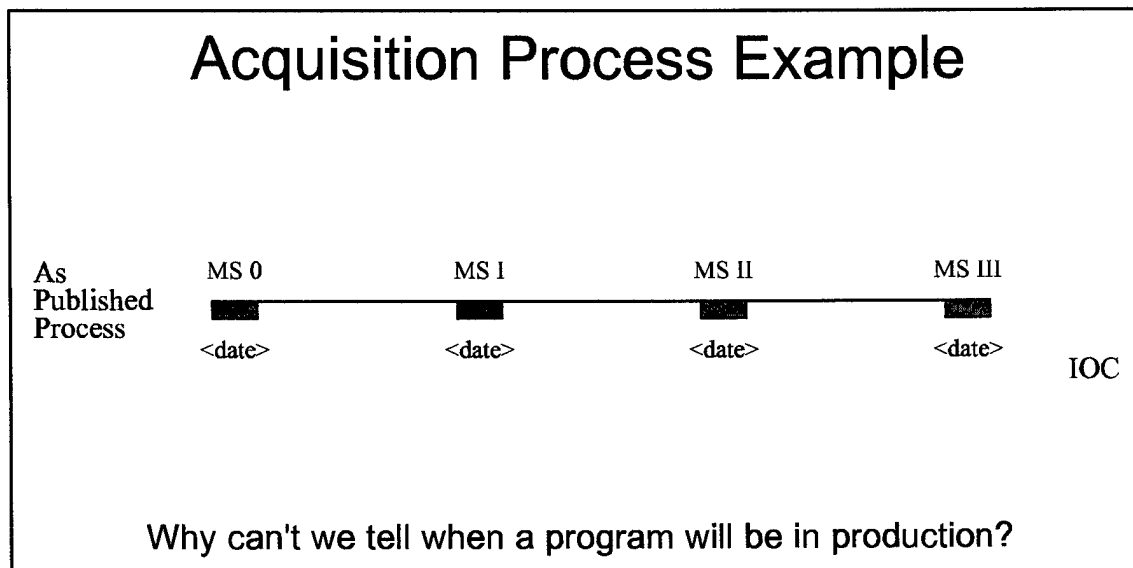 Acquisition Process Example
As
Published
Process
MS 0
MS I
MS II
MS III
<date>
<date>
<date>
<date>
IOC
Why can't we tell when a program will be in production?